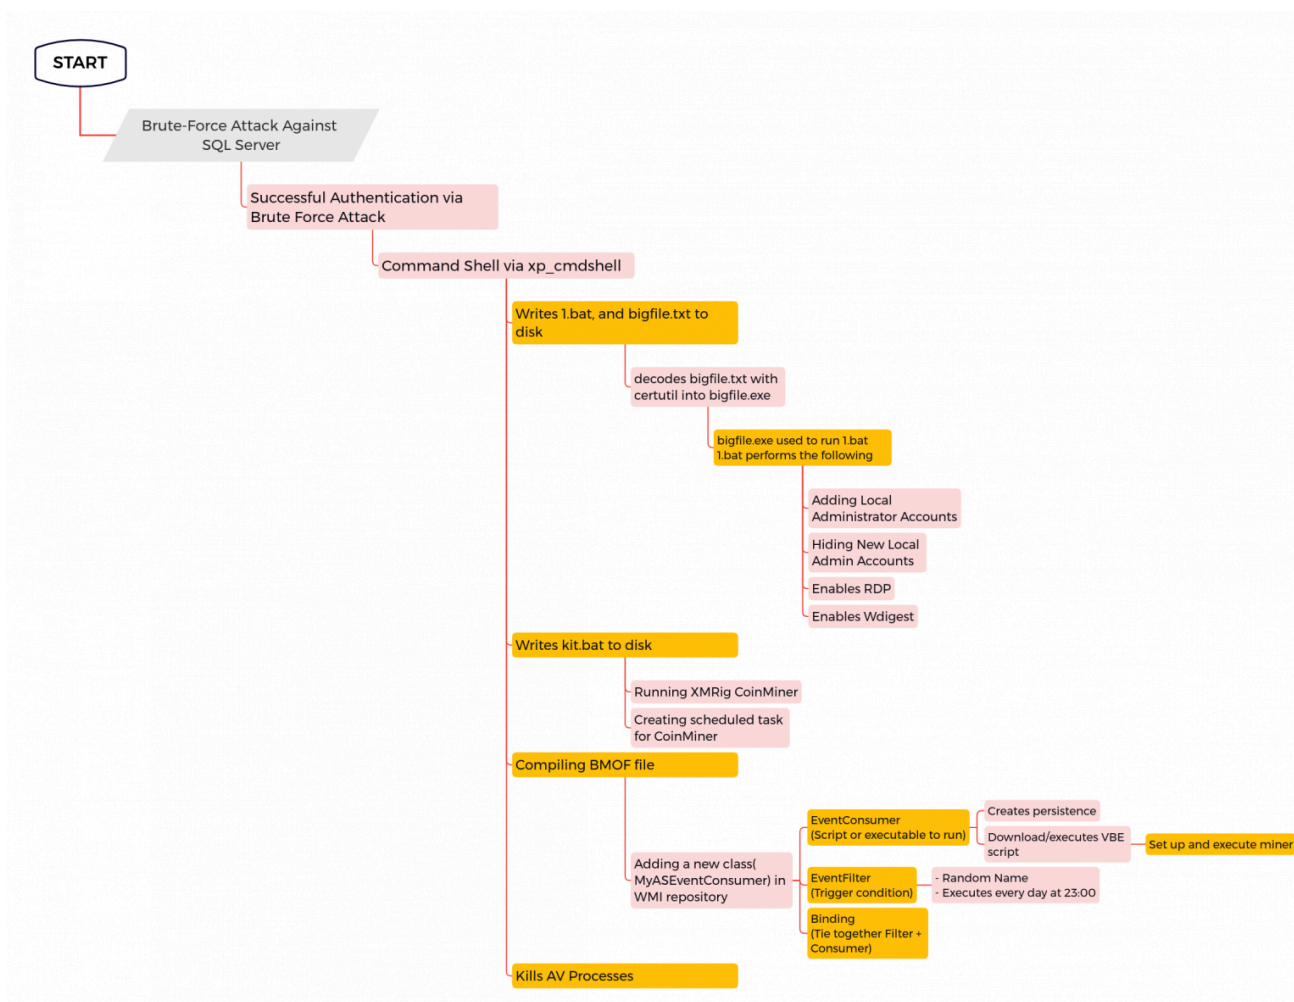 START
Brute-Force Attack Against
SQL Server
Successful Authentication via
Brute Force Attack
Command Shell via xp_cmdshell
Writes 1.bat, and bigfile.txt to
disk
decodes bigfile.txt with
certutil into bigfile.exe
bigfile.exe used to run 1.bat
1.bat performs the following
Adding Local
Administrator Accounts
Hiding New Local
Admin Accounts
Enables RDP
Enables Wdigest
Writes kit.bat to disk
Running XMRig CoinMiner
Creating scheduled task
for CoinMiner
Compiling BMOF file
Adding a new class(
MyASEventConsumer) in
WMI repository
EventConsumer
(Script or executable to run)
Creates persistence
Download/executes VBE
script
Set up and execute miner
EventFilter
(Trigger condition)
- Random Name
- Executes every day at 23:00
Binding
(Tie together Filter +
Consumer)
Kills AV Processes